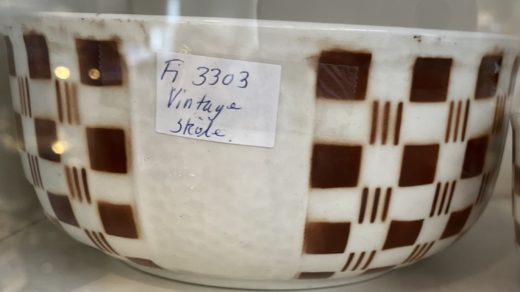 Fi 3303
Vintage
skåle.